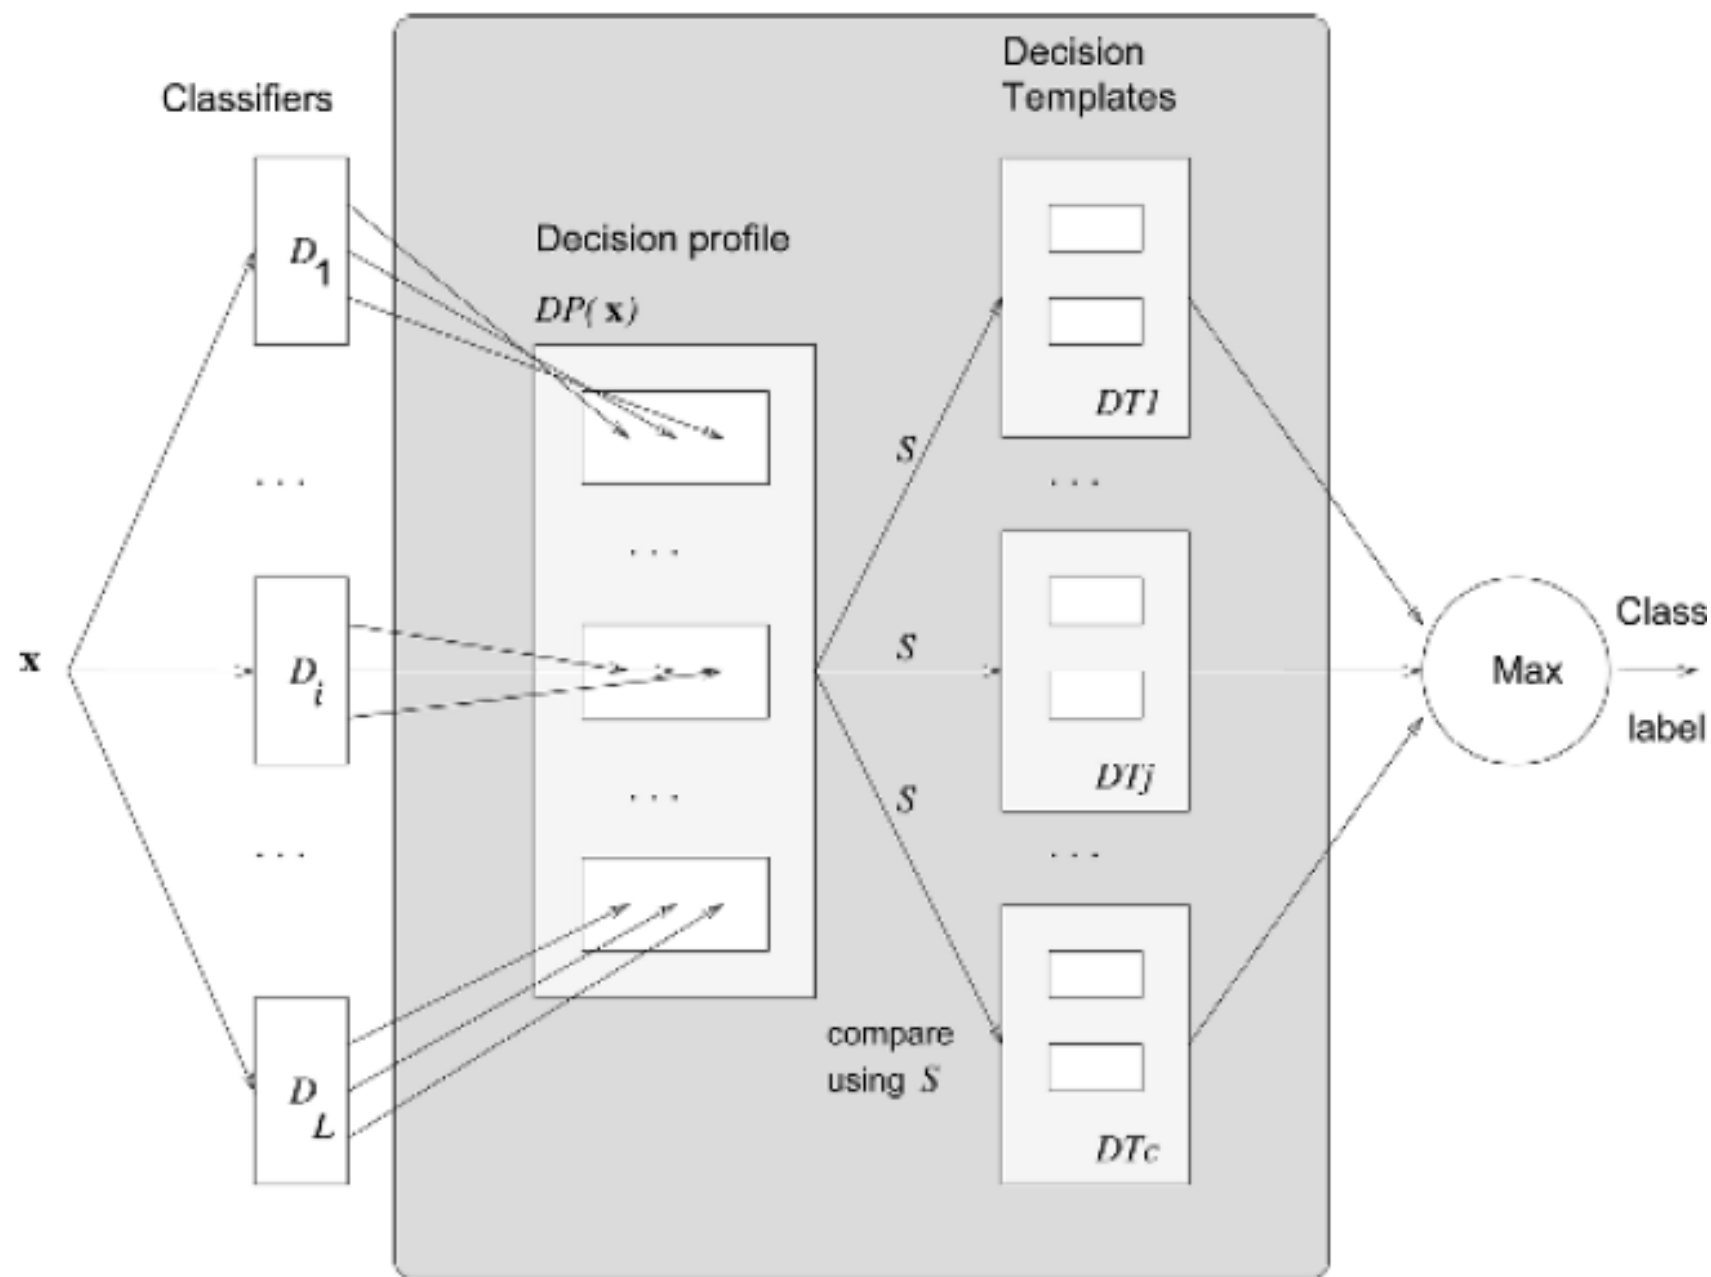 Decision
Templates
Classifiers
D1
Decision profile
DP( x)
DT1
S
. . .
. . .
. . .
Class
x
Di
S
Max
label
DTj
. . .
S
. . .
. . .
compare
using S
DL
DTc